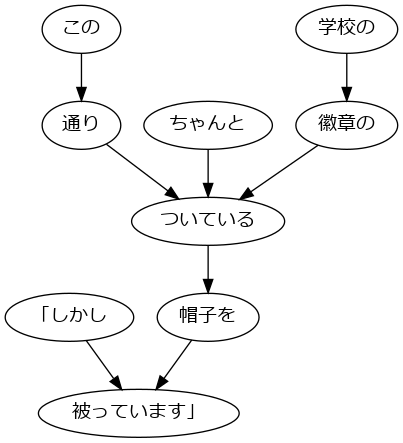 この
学校の
通り
ちゃんと
徽章の
ついている
「しかし
帽子を
被っています」